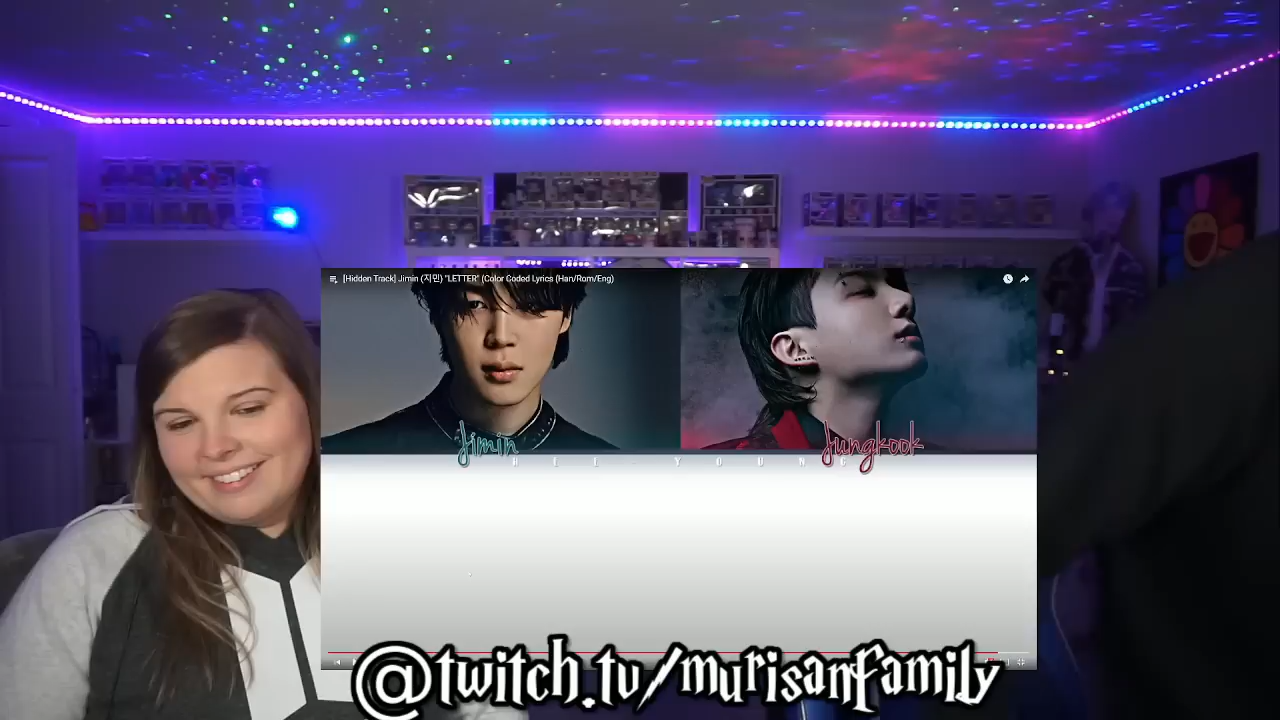 [Hidden Track] Jimin (지민) "LETTER" (Color Coded Lyrics (Han/Rom/Eng)
Jimin
Jungkook
@twitch.tv/murisanfamily